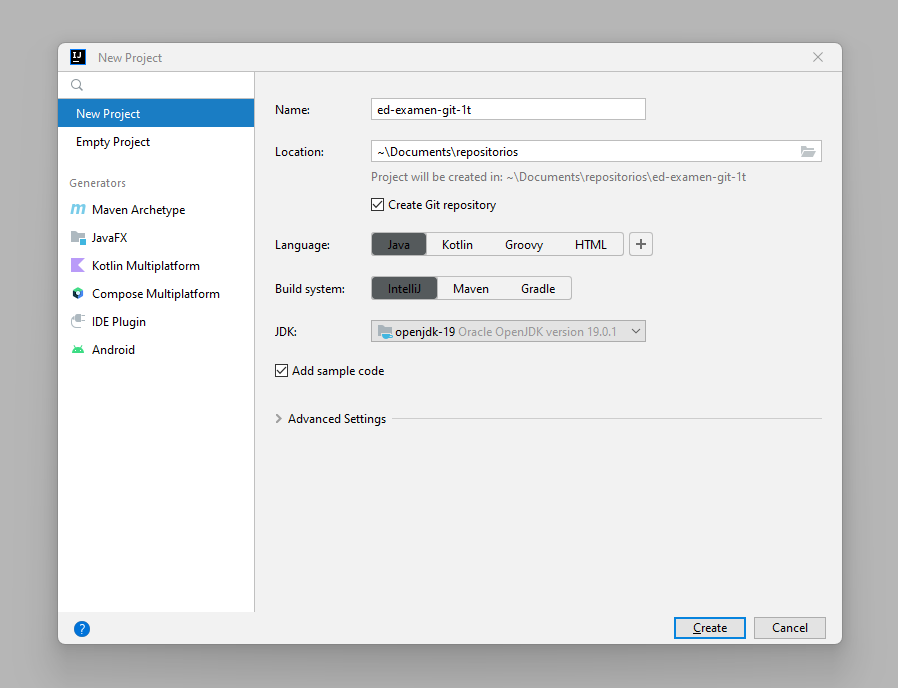 New Project
New Project
Empty Project
Generators
Maven Archetype
JavaFX
Kotlin Multiplatform
Compose Multiplatform
IDE Plugin
Android
Name: ed-examen-git-1t
Location: ~\Documents\repositorios
Project will be created in: ~\Documents\repositorios\ed-examen-git-1t
Create Git repository
Language: Java Kotlin Groovy HTML +
Build system: IntelliJ Maven Gradle
JDK: openjdk-19 Oracle OpenJDK version 19.0.1
Add sample code
Advanced Settings
? Create Cancel